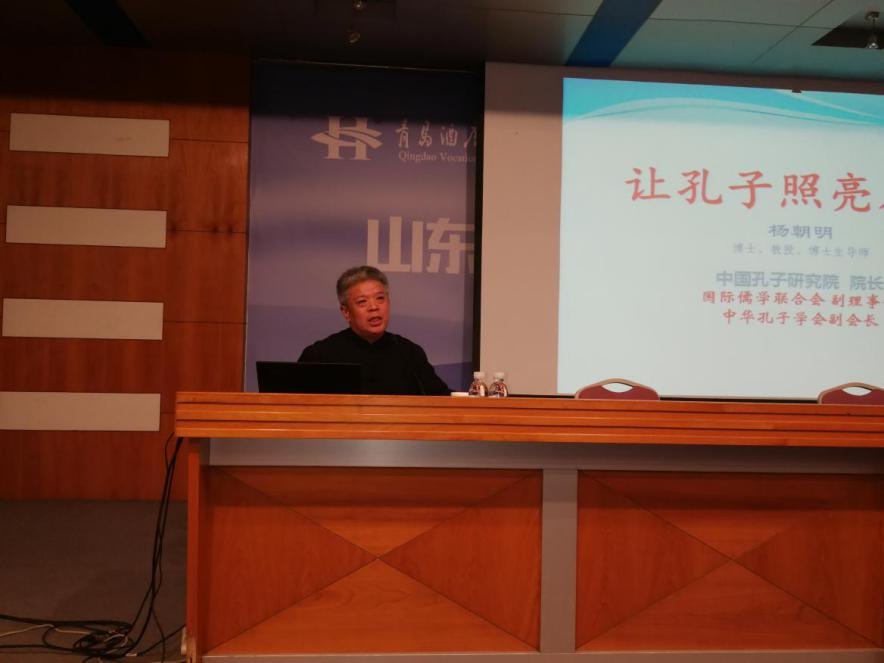 青岛酒店
Qingdao Vocatio
山东
让孔子照亮
杨朝明
博士、教授、博士生导师
中国孔子研究院 院长
国际儒学联合会 副理事
中华孔子学会副会长